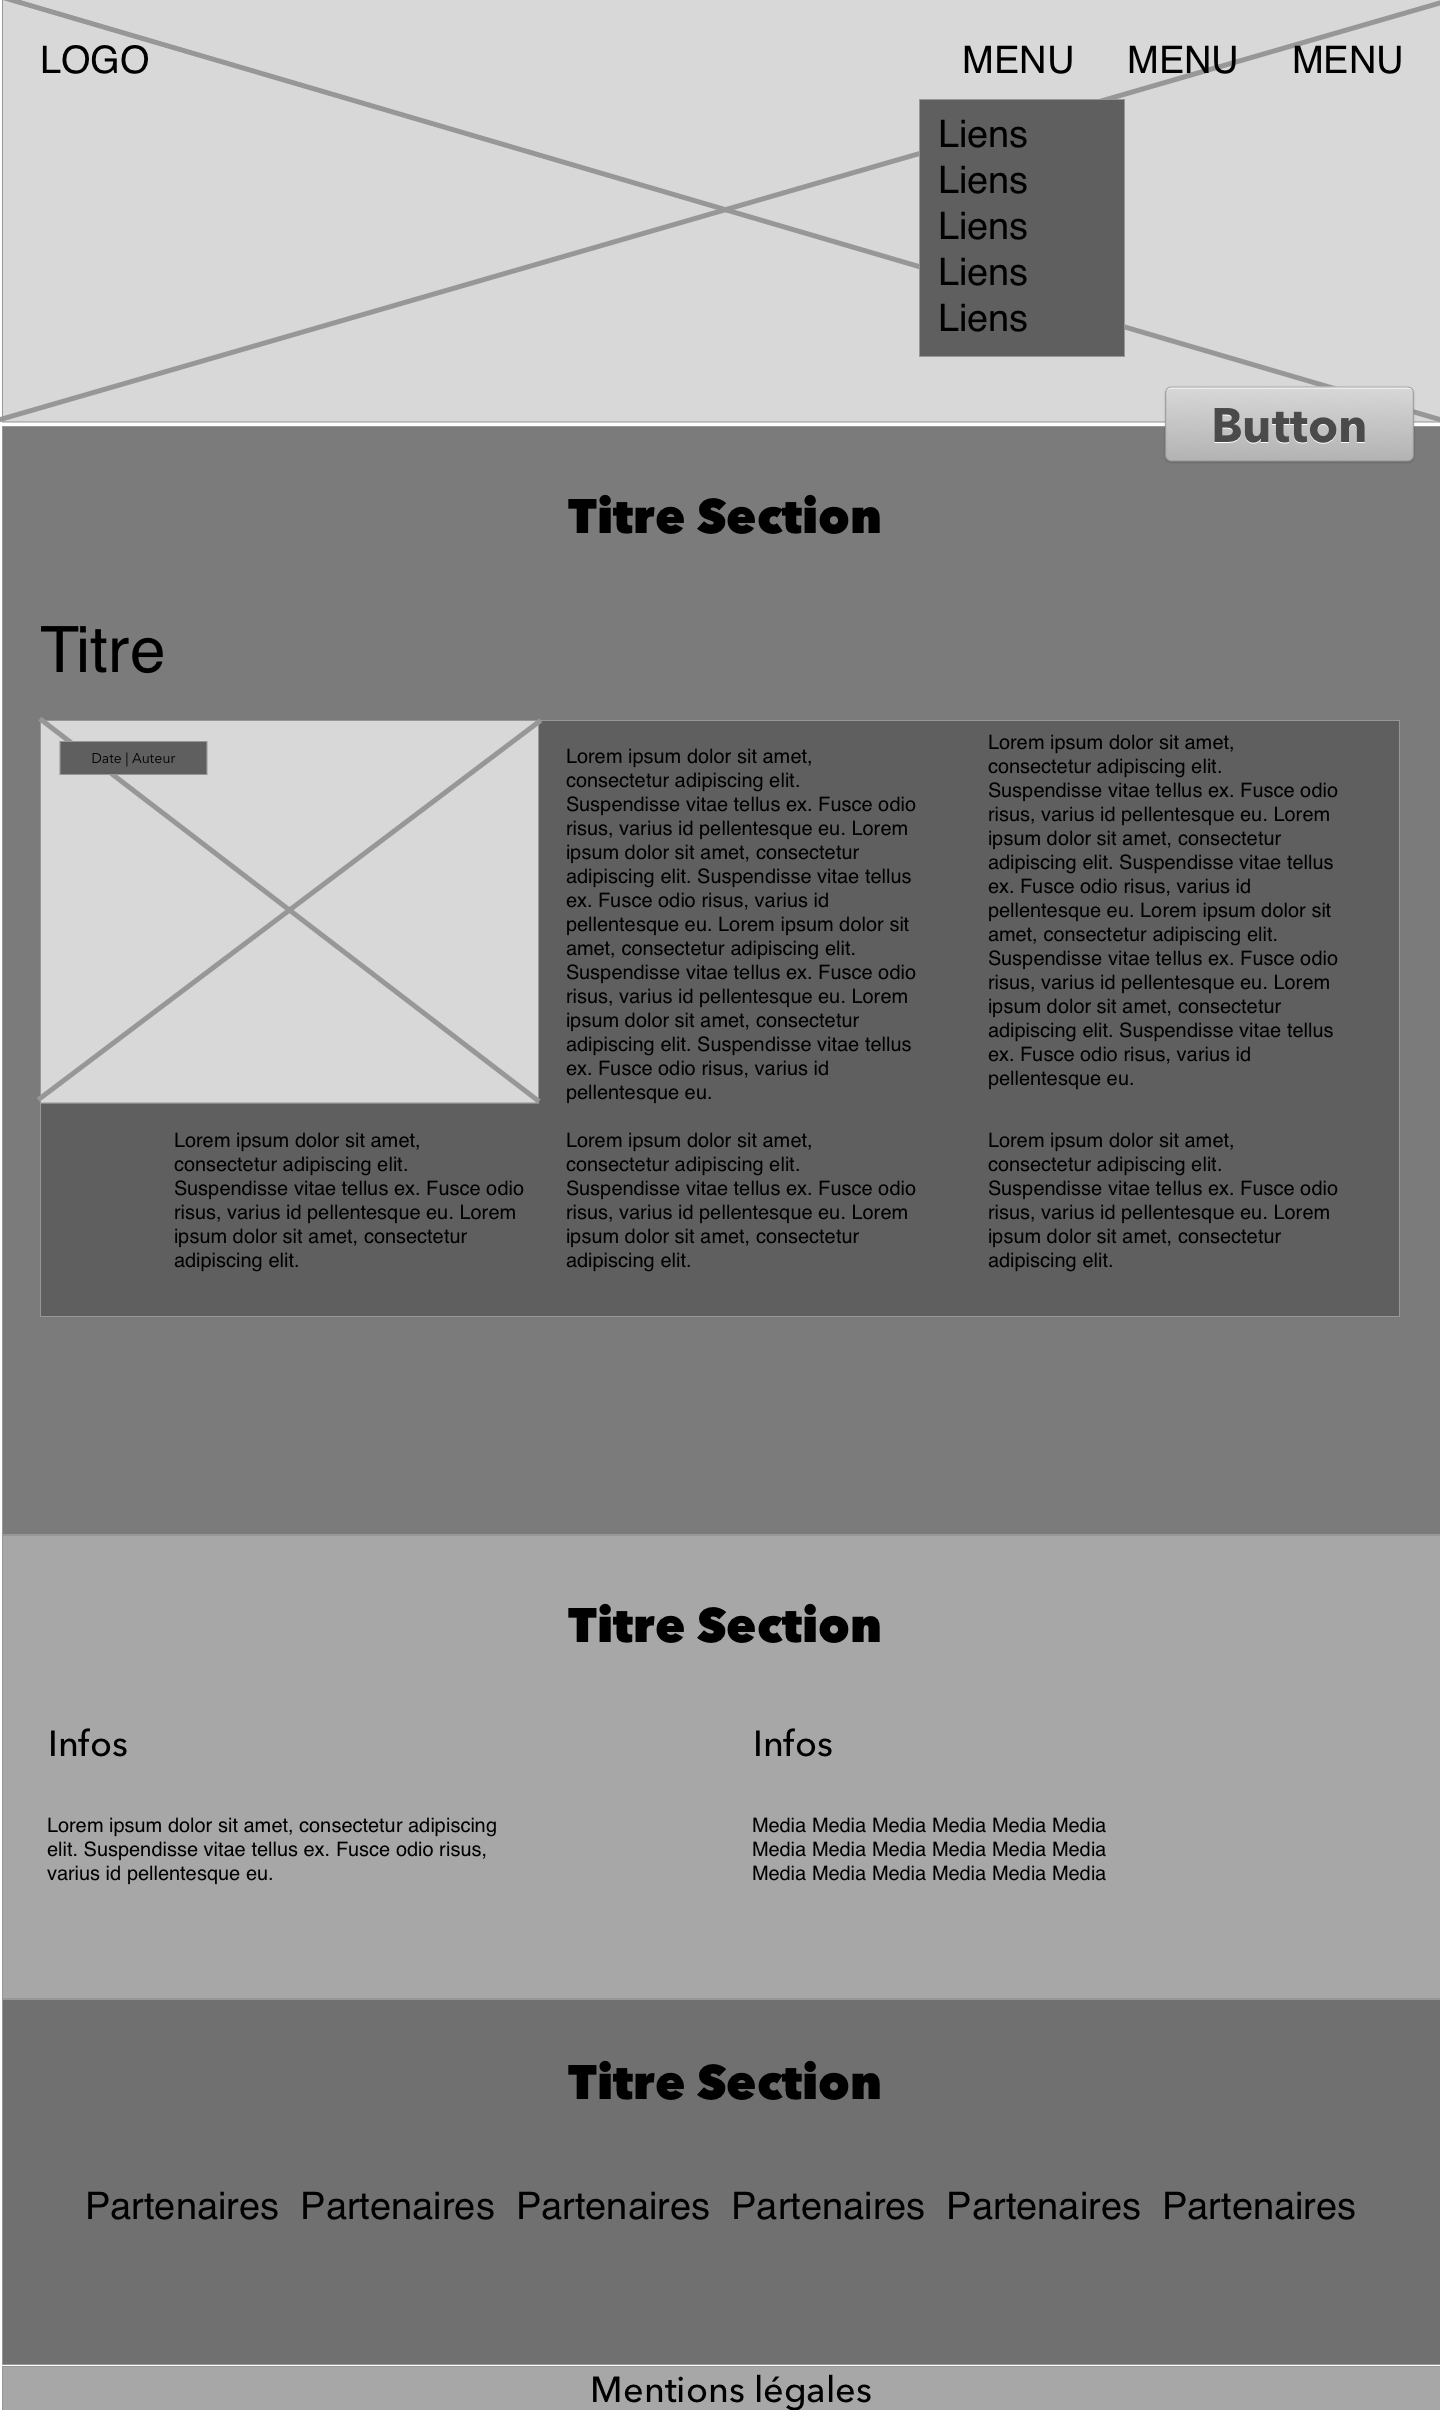 LOGO
MENU MENU MENU
Liens
Liens
Liens
Liens
Liens
Button
Titre Section
Titre
Date | Auteur
Lorem ipsum dolor sit amet,
consectetur adipiscing elit.
Suspendisse vitae tellus ex. Fusce odio
risus, varius id pellentesque eu. Lorem
ipsum dolor sit amet, consectetur
adipiscing elit. Suspendisse vitae tellus
ex. Fusce odio risus, varius id
pellentesque eu. Lorem ipsum dolor sit
amet, consectetur adipiscing elit.
Suspendisse vitae tellus ex. Fusce odio
risus, varius id pellentesque eu. Lorem
ipsum dolor sit amet, consectetur
adipiscing elit. Suspendisse vitae tellus
ex. Fusce odio risus, varius id
pellentesque eu.
Lorem ipsum dolor sit amet,
consectetur adipiscing elit.
Suspendisse vitae tellus ex. Fusce odio
risus, varius id pellentesque eu. Lorem
ipsum dolor sit amet, consectetur
adipiscing elit. Suspendisse vitae tellus
ex. Fusce odio risus, varius id
pellentesque eu. Lorem ipsum dolor sit
amet, consectetur adipiscing elit.
Suspendisse vitae tellus ex. Fusce odio
risus, varius id pellentesque eu. Lorem
ipsum dolor sit amet, consectetur
adipiscing elit. Suspendisse vitae tellus
ex. Fusce odio risus, varius id
pellentesque eu.
Lorem ipsum dolor sit amet,
consectetur adipiscing elit.
Suspendisse vitae tellus ex. Fusce odio
risus, varius id pellentesque eu. Lorem
ipsum dolor sit amet, consectetur
adipiscing elit.
Lorem ipsum dolor sit amet,
consectetur adipiscing elit.
Suspendisse vitae tellus ex. Fusce odio
risus, varius id pellentesque eu. Lorem
ipsum dolor sit amet, consectetur
adipiscing elit.
Lorem ipsum dolor sit amet,
consectetur adipiscing elit.
Suspendisse vitae tellus ex. Fusce odio
risus, varius id pellentesque eu. Lorem
ipsum dolor sit amet, consectetur
adipiscing elit.
Titre Section
Infos
Lorem ipsum dolor sit amet, consectetur adipiscing
elit. Suspendisse vitae tellus ex. Fusce odio risus,
varius id pellentesque eu.
Infos
Media Media Media Media Media Media
Media Media Media Media Media Media
Media Media Media Media Media Media
Titre Section
Partenaires Partenaires Partenaires Partenaires Partenaires Partenaires
Mentions légales